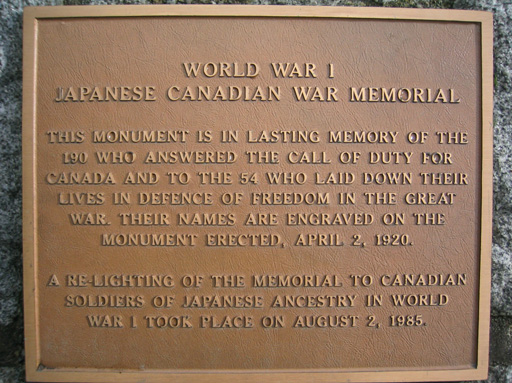 WORLD WAR I
JAPANESE CANADIAN WAR MEMORIAL
THIS MONUMENT IS IN LASTING MEMORY OF THE
190 WHO ANSWERED THE CALL OF DUTY FOR
CANADA AND TO THE 54 WHO LAID DOWN THEIR
LIVES IN DEFENCE OF FREEDOM IN THE GREAT
WAR. THEIR NAMES ARE ENGRAVED ON THE
MONUMENT ERECTED, APRIL 2, 1920.
A RE-LIGHTING OF THE MEMORIAL TO CANADIAN
SOLDIERS OF JAPANESE ANCESTRY IN WORLD
WAR I TOOK PLACE ON AUGUST 2, 1985.